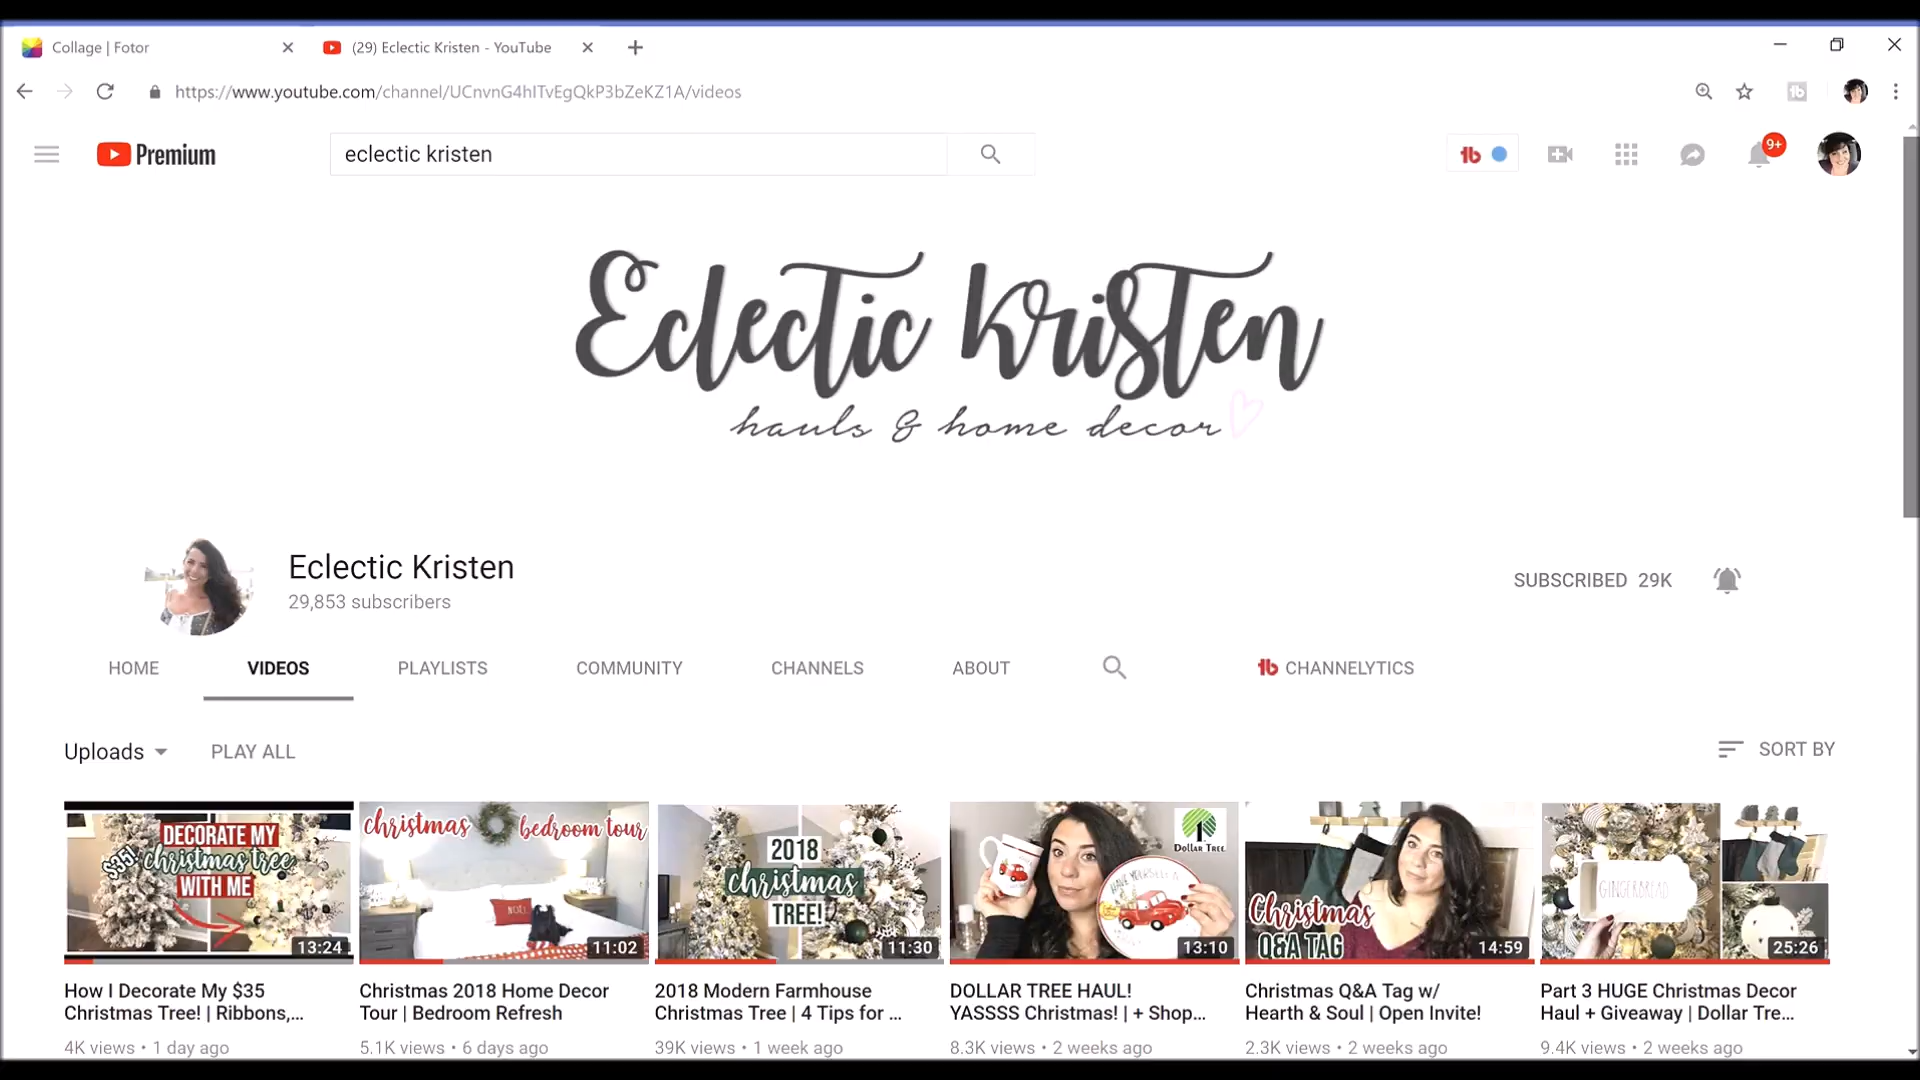 Collage | Fotor
(29) Eclectic Kristen - YouTube
https://www.youtube.com/channel/UCnvnG4hITvEgQkP3bZeKZ1A/videos
Premium
eclectic kristen
9+
Eclectic Kristen
hauls & home decor
Eclectic Kristen
29,853 subscribers
SUBSCRIBED 29K
HOME
VIDEOS
PLAYLISTS
COMMUNITY
CHANNELS
ABOUT
CHANNELYTICS
Uploads
PLAY ALL
SORT BY
DECORATE MY
$35! christmas tree
WITH ME
13:24
christmas bedroom tour
NOEL
11:02
2018
christmas
TREE!
11:30
DOLLAR TREE
HAVE YOURSELF A
13:10
Christmas
Q&A TAG
14:59
GINGERBREAD
25:26
How I Decorate My $35
Christmas Tree! | Ribbons,...
4K views • 1 day ago
Christmas 2018 Home Decor
Tour | Bedroom Refresh
5.1K views • 6 days ago
2018 Modern Farmhouse
Christmas Tree | 4 Tips for ...
39K views • 1 week ago
DOLLAR TREE HAUL!
YASSSS Christmas! | + Shop...
8.3K views • 2 weeks ago
Christmas Q&A Tag w/
Hearth & Soul | Open Invite!
2.3K views • 2 weeks ago
Part 3 HUGE Christmas Decor
Haul + Giveaway | Dollar Tre...
9.4K views • 2 weeks ago